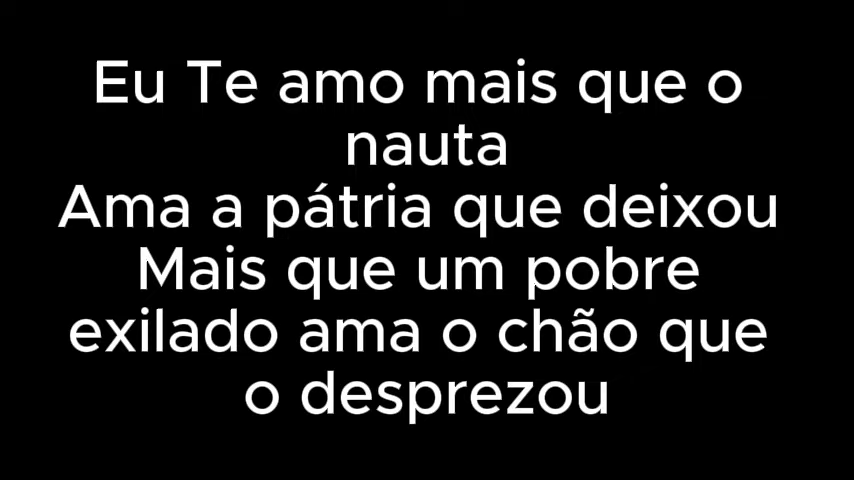 Eu Te amo mais que o
nauta
Ama a pátria que deixou
Mais que um pobre
exilado ama o chão que
o desprezou